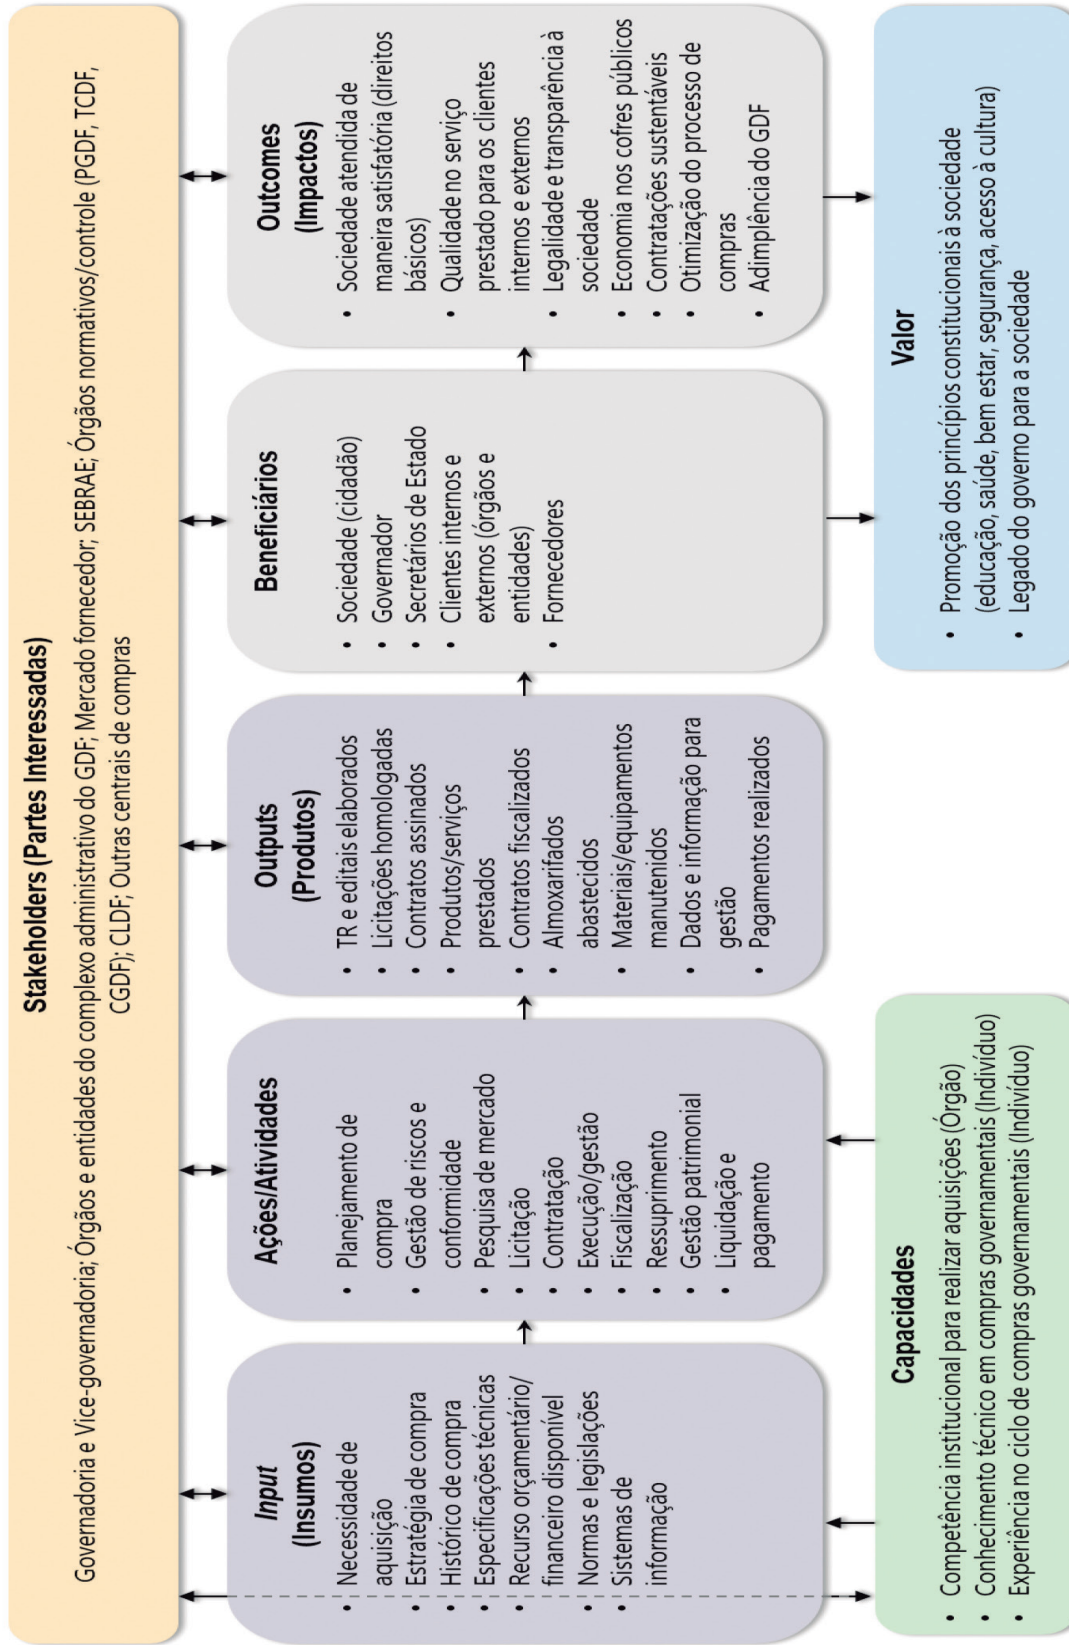 Stakeholders (Partes Interessadas)
Governadoria e Vice-governadoria; Órgãos e entidades do complexo administrativo do GDF; Mercado fornecedor; SEBRAE; Órgãos normativos/controle (PGDF, TCDF,
CGDF); CLDF; Outras centrais de compras
Input
(Insumos)
• Necessidade de
aquisição
• Estratégia de compra
• Histórico de compra
• Especificações técnicas
• Recurso orçamentário/
financeiro disponível
• Normas e legislações
• Sistemas de
informação
Ações/Atividades
• Planejamento de
compra
• Gestão de riscos e
conformidade
• Pesquisa de mercado
• Licitação
• Contratação
• Execução/gestão
• Fiscalização
• Ressuprimento
• Gestão patrimonial
• Liquidação e
pagamento
Outputs
(Produtos)
• TR e editais elaborados
• Licitações homologadas
• Contratos assinados
• Produtos/serviços
prestados
• Contratos fiscalizados
• Almoxarifados
abastecidos
• Materiais/equipamentos
manutenidos
• Dados e informação para
gestão
• Pagamentos realizados
Beneficiários
• Sociedade (cidadão)
• Governador
• Secretários de Estado
• Clientes internos e
externos (órgãos e
entidades)
• Fornecedores
Outcomes
(Impactos)
• Sociedade atendida de
maneira satisfatória (direitos
básicos)
• Qualidade no serviço
prestado para os clientes
internos e externos
• Legalidade e transparência à
sociedade
• Economia nos cofres públicos
• Contratações sustentáveis
• Otimização do processo de
compras
• Adimplência do GDF
Capacidades
• Competência institucional para realizar aquisições (Órgão)
• Conhecimento técnico em compras governamentais (Indivíduo)
• Experiência no ciclo de compras governamentais (Indivíduo)
Valor
• Promoção dos princípios constitucionais à sociedade
(educação, saúde, bem estar, segurança, acesso à cultura)
• Legado do governo para a sociedade